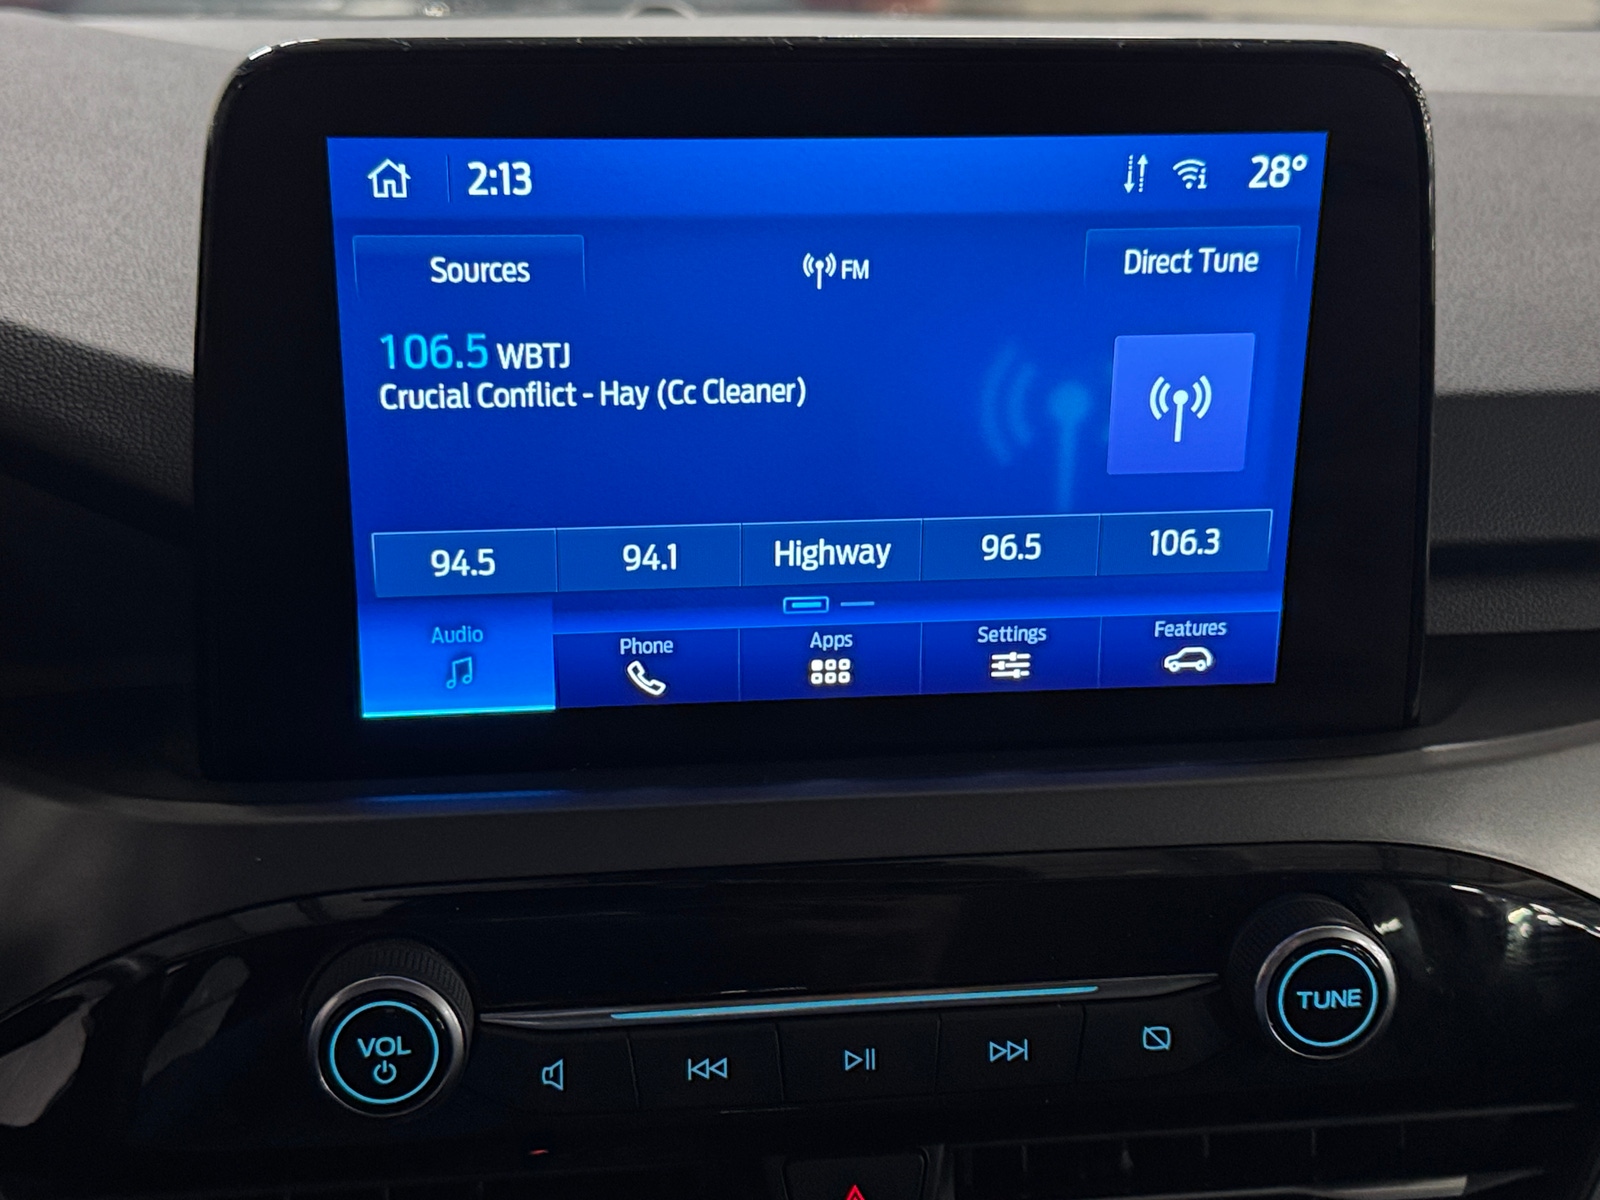 2:13
28°
Sources
FM
Direct Tune
106.5 WBTJ
Crucial Conflict - Hay (Cc Cleaner)
94.5
94.1
Highway
96.5
106.3
Audio
Phone
Apps
Settings
Features
VOL
TUNE